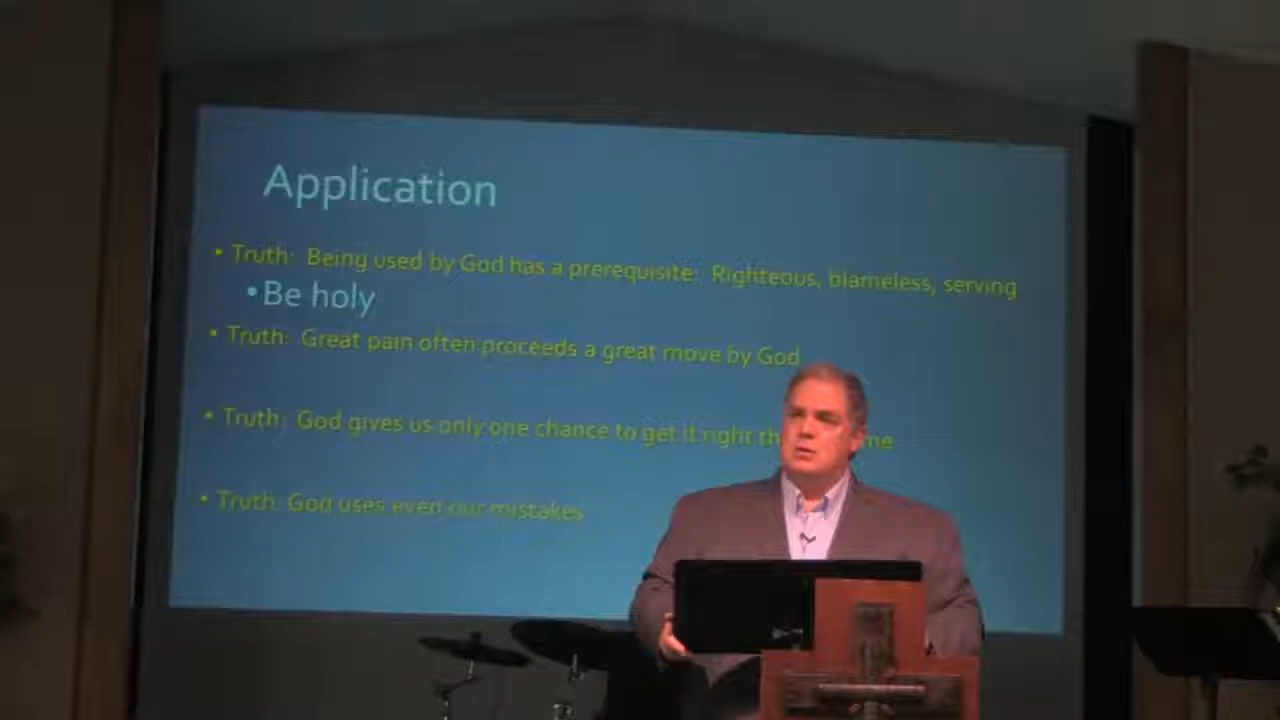 Application
• Truth: Being used by God has a prerequisite: Righteous, blameless, serving
• Be holy
• Truth: Great pain often proceeds a great move by God
• Truth: God gives us only one chance to get it right th me
• Truth: God uses even our mistakes